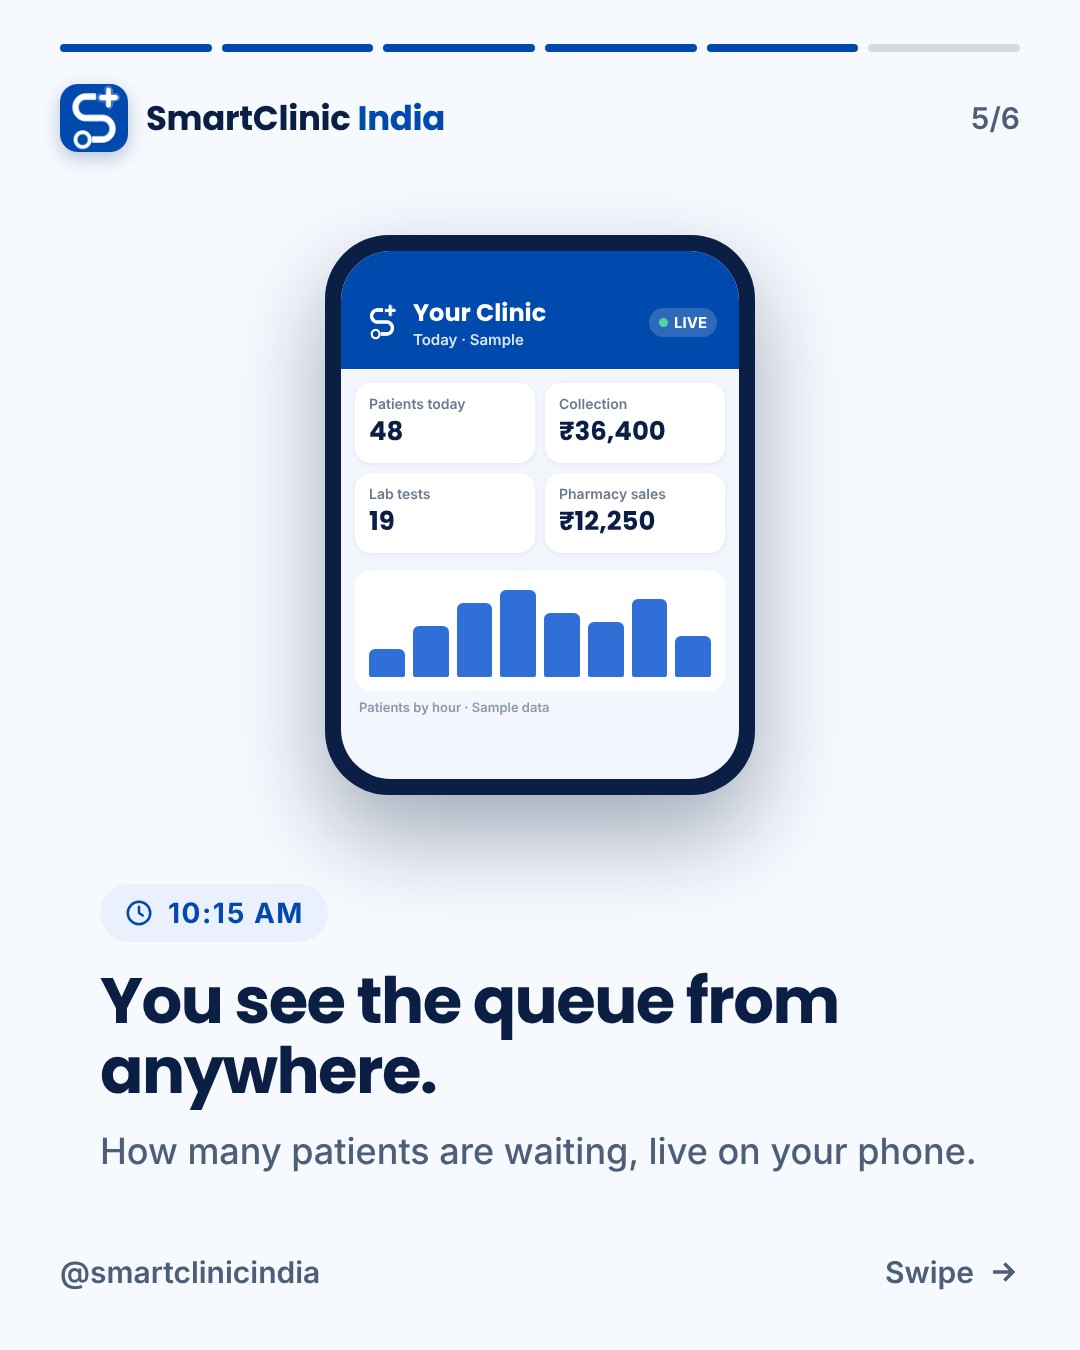 SmartClinic India
5/6
Your Clinic
Today · Sample
LIVE
Patients today
48
Collection
₹36,400
Lab tests
19
Pharmacy sales
₹12,250
Patients by hour · Sample data
10:15 AM
You see the queue from
anywhere.
How many patients are waiting, live on your phone.
@smartclinicindia
Swipe →